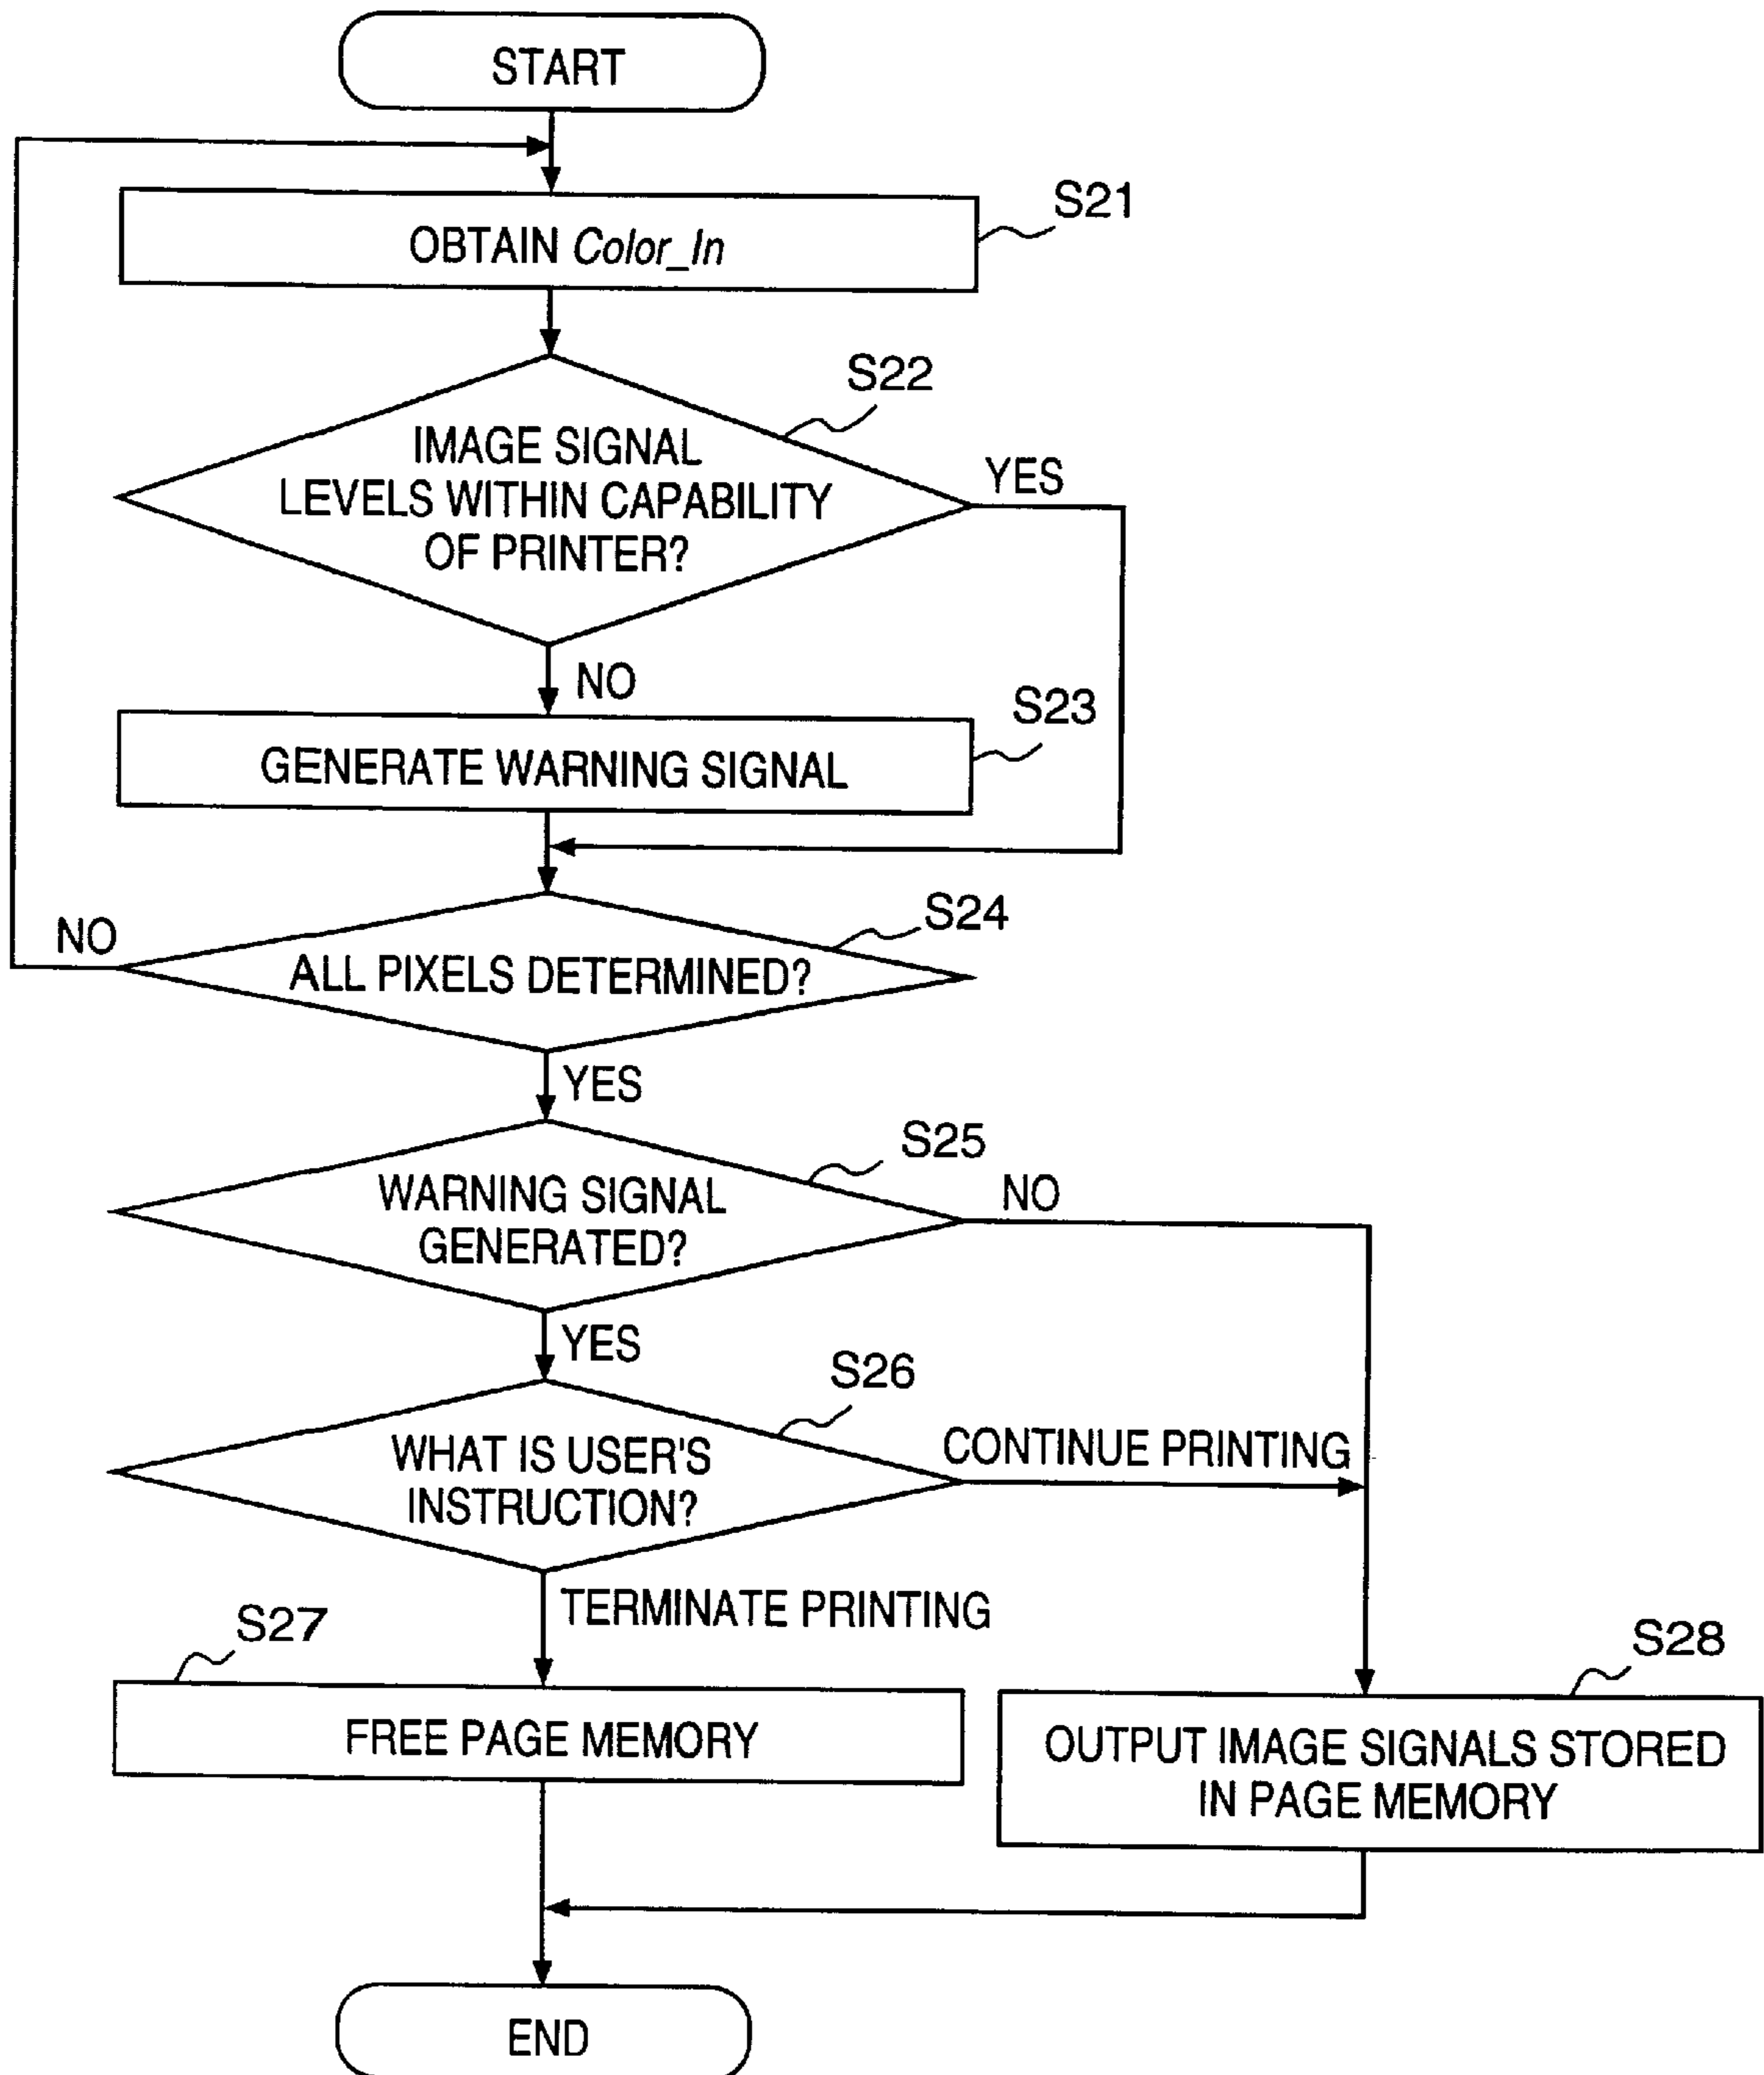 START
S21
OBTAIN Color_In
S22
IMAGE SIGNAL
LEVELS WITHIN CAPABILITY
OF PRINTER?
YES
NO
S23
GENERATE WARNING SIGNAL
S24
NO
ALL PIXELS DETERMINED?
YES
S25
WARNING SIGNAL
GENERATED?
NO
YES
S26
WHAT IS USER'S
INSTRUCTION?
CONTINUE PRINTING
TERMINATE PRINTING
S27
FREE PAGE MEMORY
S28
OUTPUT IMAGE SIGNALS STORED
IN PAGE MEMORY
END